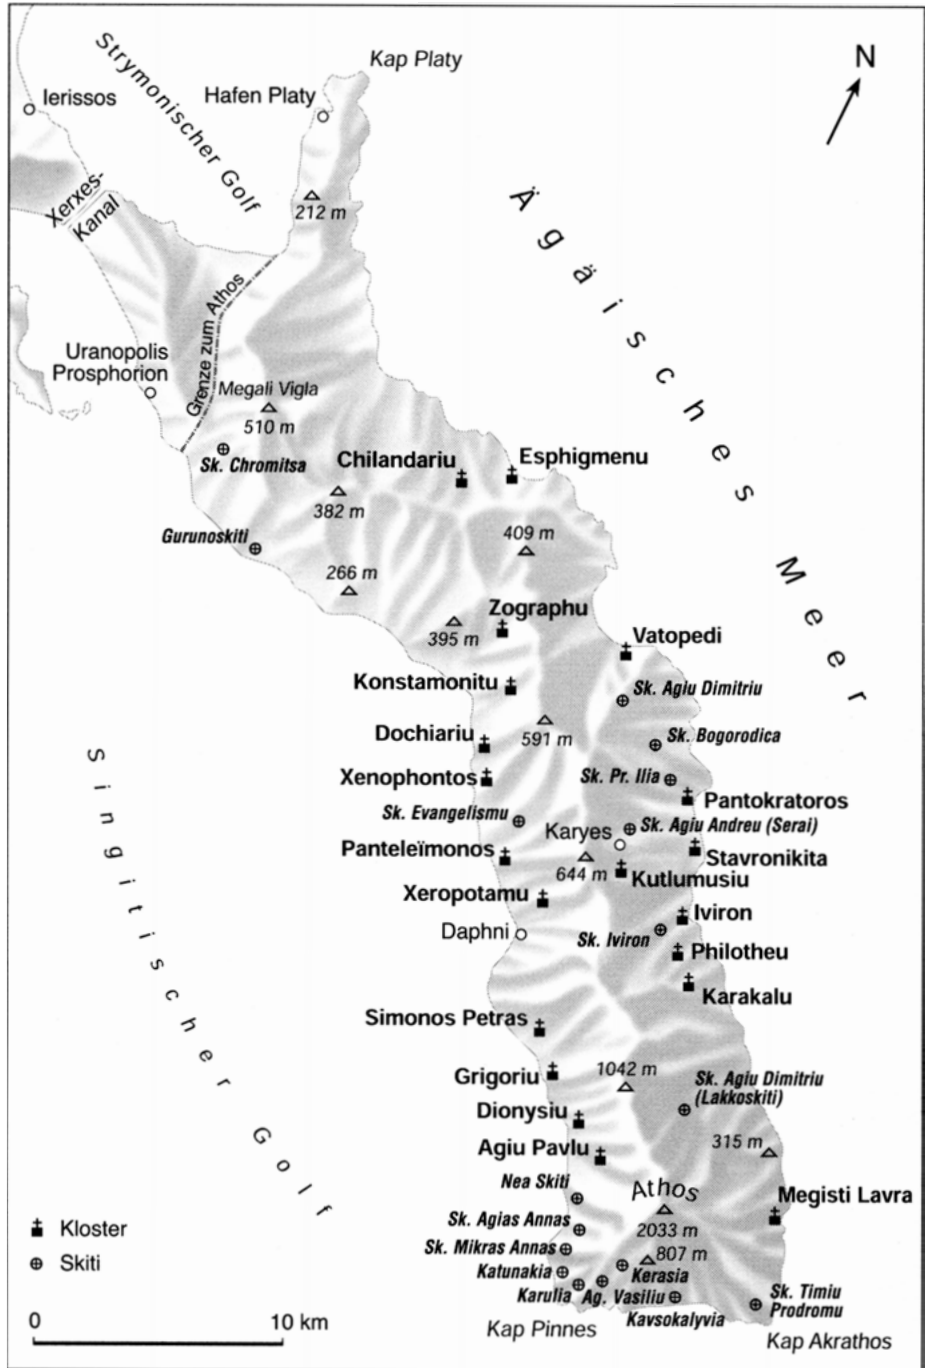 Kap Platy
Strymonischer Golf
N
Ierissos
Hafen Platy
Xerxes-
Kanal
212 m
Ägäisches Meer
Grenze zum Athos
Uranopolis
Prosphorion
Megali Vigla
510 m
Sk. Chromitsa
Chilandariu
Esphigmenu
382 m
Gurunoskiti
409 m
266 m
Zographu
395 m
Vatopedi
Konstamonitu
Sk. Agiu Dimitriu
Dochiariu
591 m
Sk. Bogorodica
Singitischer Golf
Xenophontos
Sk. Pr. Ilia
Pantokratoros
Sk. Evangelismu
Karyes
Sk. Agiu Andreu (Serai)
Panteleïmonos
Stavronikita
644 m
Kutlumusiu
Xeropotamu
Iviron
Daphni
Sk. Iviron
Philotheu
Karakalu
Simonos Petras
Grigoriu
1042 m
Sk. Agiu Dimitriu
(Lakkoskiti)
Dionysiu
315 m
Agiu Pavlu
Nea Skiti
Athos
Megisti Lavra
2033 m
Sk. Agias Annas
Sk. Mikras Annas
807 m
Katunakia
Kerasia
Karulia
Ag. Vasiliu
Kavsokalyvia
Sk. Timiu
Prodromu
Kap Pinnes
Kap Akrathos
Kloster
Skiti
0
10 km